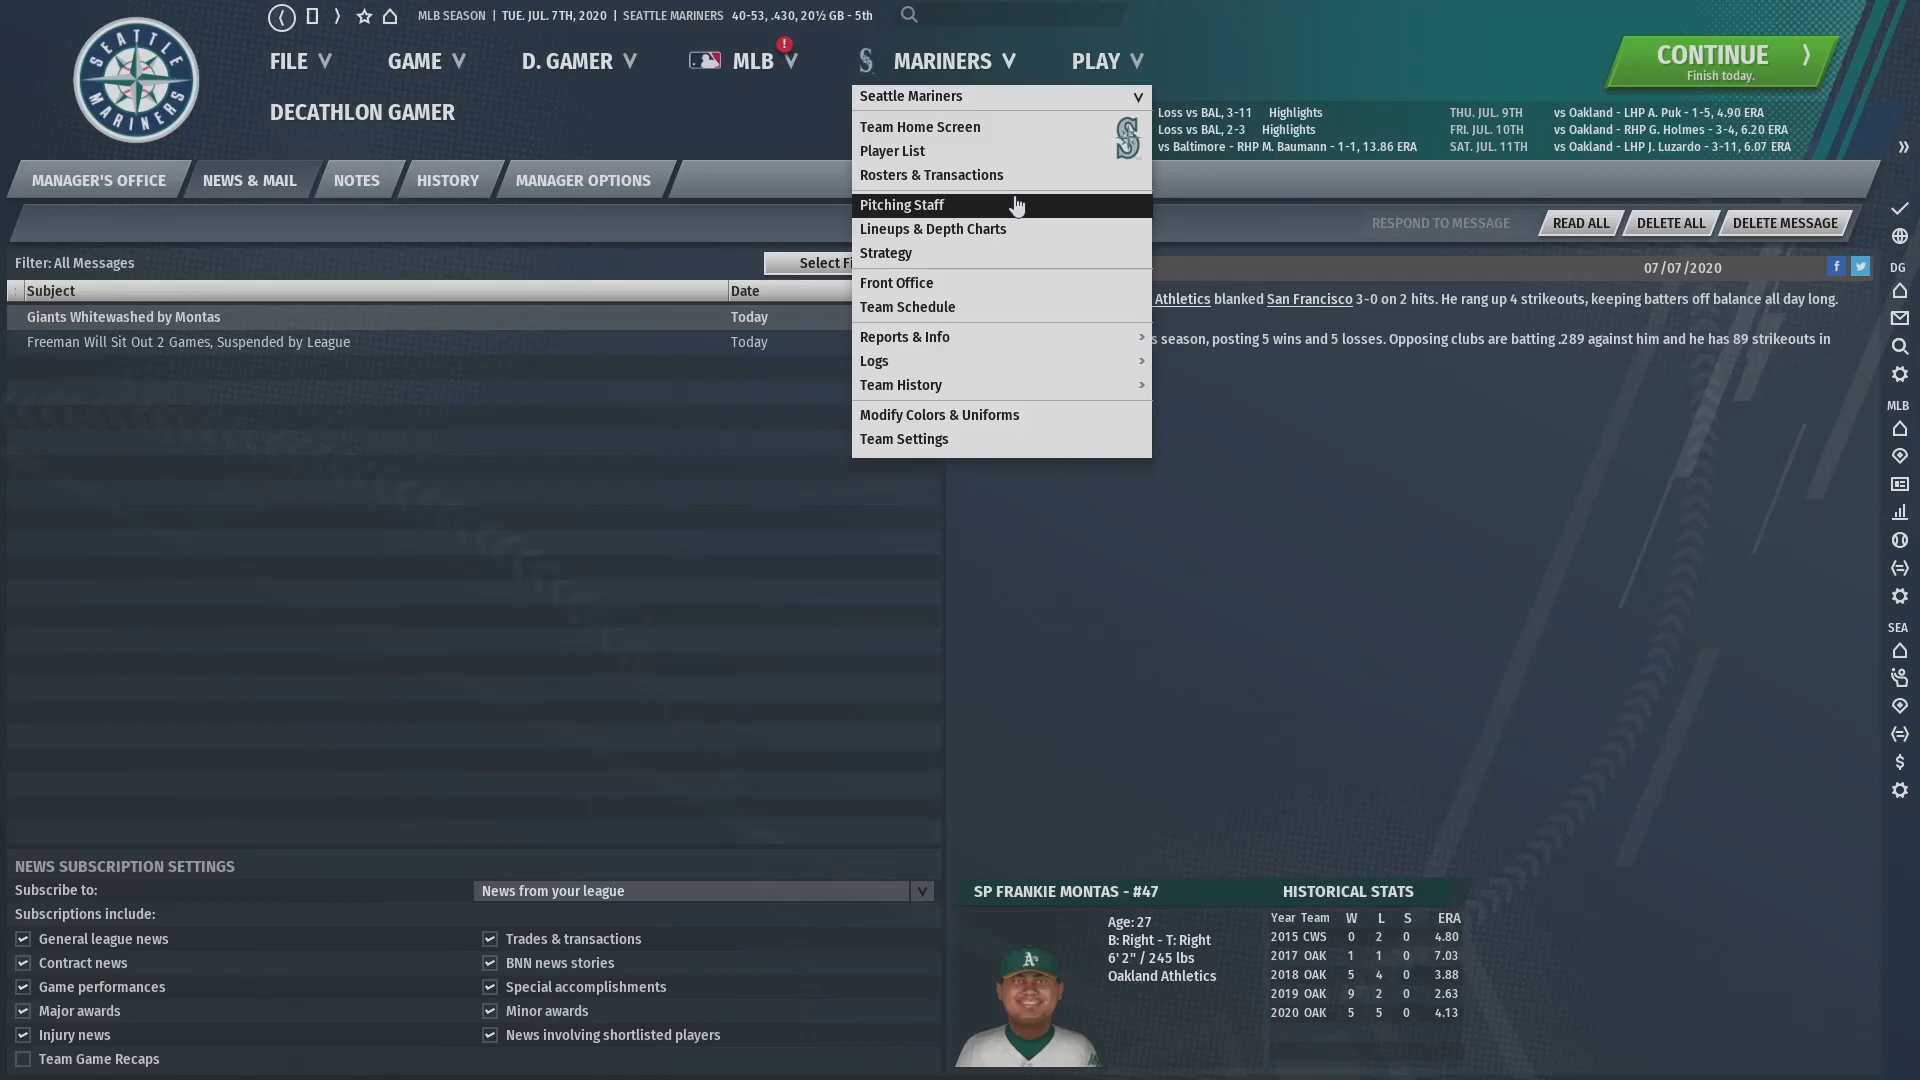 MLB SEASON | TUE. JUL. 7TH, 2020 | SEATTLE MARINERS 40-53, .430, 20½ GB - 5th
SEATTLE MARINERS
FILE
GAME
D. GAMER
MLB
!
MARINERS
PLAY
CONTINUE
Finish today.
DECATHLON GAMER
Loss vs BAL, 3-11 Highlights
Loss vs BAL, 2-3 Highlights
vs Baltimore - RHP M. Baumann - 1-1, 13.86 ERA
THU. JUL. 9TH vs Oakland - LHP A. Puk - 1-5, 4.90 ERA
FRI. JUL. 10TH vs Oakland - RHP G. Holmes - 3-4, 6.20 ERA
SAT. JUL. 11TH vs Oakland - LHP J. Luzardo - 3-11, 6.07 ERA
Seattle Mariners
Team Home Screen
Player List
Rosters & Transactions
Pitching Staff
Lineups & Depth Charts
Strategy
Front Office
Team Schedule
Reports & Info
Logs
Team History
Modify Colors & Uniforms
Team Settings
MANAGER'S OFFICE
NEWS & MAIL
NOTES
HISTORY
MANAGER OPTIONS
RESPOND TO MESSAGE
READ ALL
DELETE ALL
DELETE MESSAGE
Filter: All Messages
Select Fi
Subject Date
Giants Whitewashed by Montas Today
Freeman Will Sit Out 2 Games, Suspended by League Today
07/07/2020
Athletics blanked San Francisco 3-0 on 2 hits. He rang up 4 strikeouts, keeping batters off balance all day long.
s season, posting 5 wins and 5 losses. Opposing clubs are batting .289 against him and he has 89 strikeouts in
DG
MLB
SEA
NEWS SUBSCRIPTION SETTINGS
Subscribe to: News from your league
Subscriptions include:
General league news
Trades & transactions
Contract news
BNN news stories
Game performances
Special accomplishments
Major awards
Minor awards
Injury news
News involving shortlisted players
Team Game Recaps
SP FRANKIE MONTAS - #47
Age: 27
B: Right - T: Right
6' 2" / 245 lbs
Oakland Athletics
HISTORICAL STATS
Year Team W L S ERA
2015 CWS 0 2 0 4.80
2017 OAK 1 1 0 7.03
2018 OAK 5 4 0 3.88
2019 OAK 9 2 0 2.63
2020 OAK 5 5 0 4.13